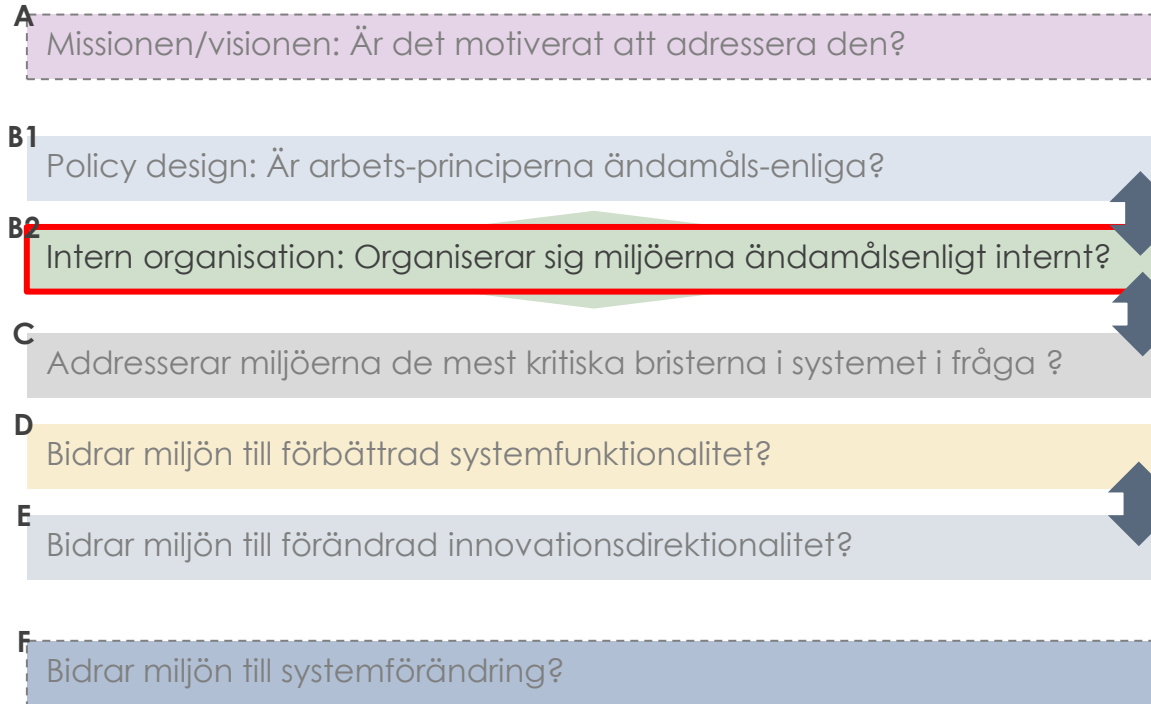 A
Missionen/visionen: Är det motiverat att adressera den?
B1
Policy design: Är arbets-principerna ändamåls-enliga?
B2
Intern organisation: Organiserar sig miljöerna ändamålsenligt internt?
C
Addresserar miljöerna de mest kritiska bristerna i systemet i fråga ?
D
Bidrar miljön till förbättrad systemfunktionalitet?
E
Bidrar miljön till förändrad innovationsdirektionalitet?
F
Bidrar miljön till systemförändring?